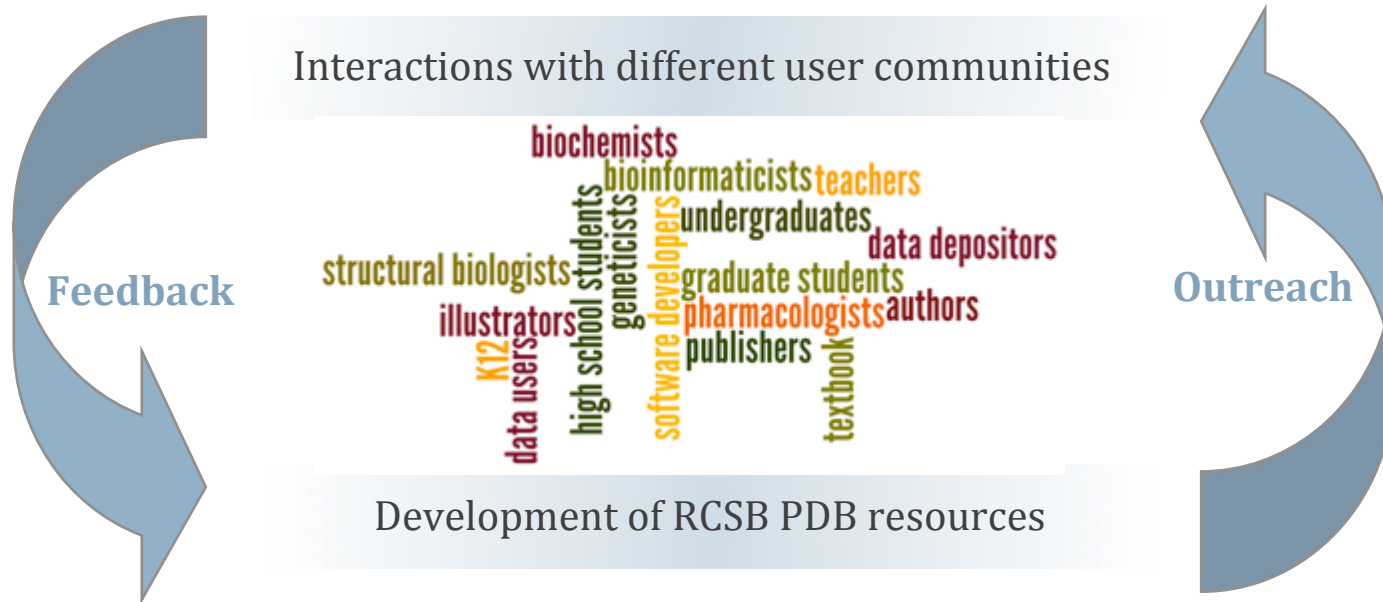 Interactions with different user communities
biochemists
bioinformaticists
teachers
high school students
geneticists
software developers
undergraduates
data depositors
structural biologists
graduate students
Feedback
Outreach
illustrators
pharmacologists
authors
K12
data users
publishers
textbook
Development of RCSB PDB resources